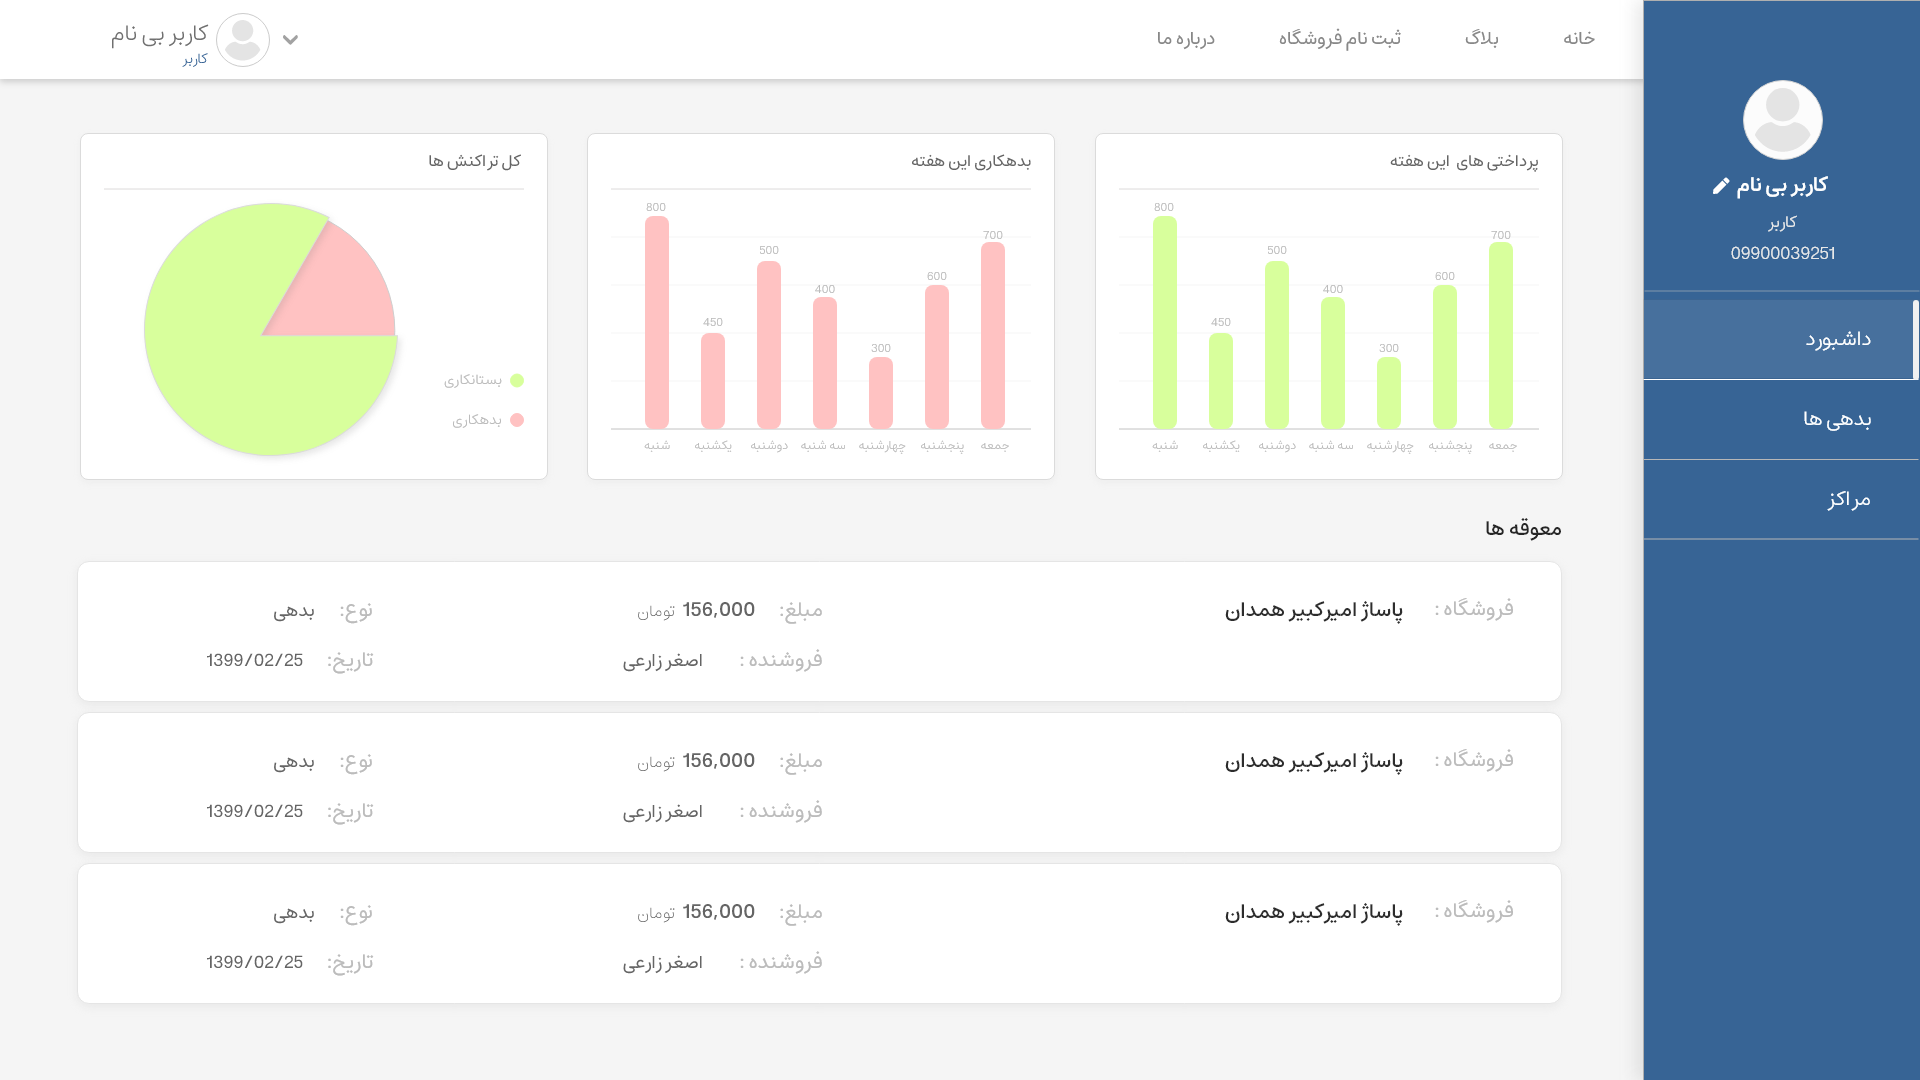 خانه
بلاگ
ثبت نام فروشگاه
درباره ما
کاربر بی نام
کاربر
کاربر بی نام
کاربر
09900039251
داشبورد
بدهی ها
مراکز
پرداختی های این هفته
800
700
500
600
400
450
300
شنبه
یکشنبه
دوشنبه
سه شنبه
چهارشنبه
پنجشنبه
جمعه
بدهکاری این هفته
800
700
500
600
400
450
300
شنبه
یکشنبه
دوشنبه
سه شنبه
چهارشنبه
پنجشنبه
جمعه
کل تراکنش ها
بستانکاری
بدهکاری
معوقه ها
فروشگاه : پاساژ امیرکبیر همدان
مبلغ: 156,000 تومان
نوع: بدهی
فروشنده : اصغر زارعی
تاریخ: 1399/02/25
فروشگاه : پاساژ امیرکبیر همدان
مبلغ: 156,000 تومان
نوع: بدهی
فروشنده : اصغر زارعی
تاریخ: 1399/02/25
فروشگاه : پاساژ امیرکبیر همدان
مبلغ: 156,000 تومان
نوع: بدهی
فروشنده : اصغر زارعی
تاریخ: 1399/02/25